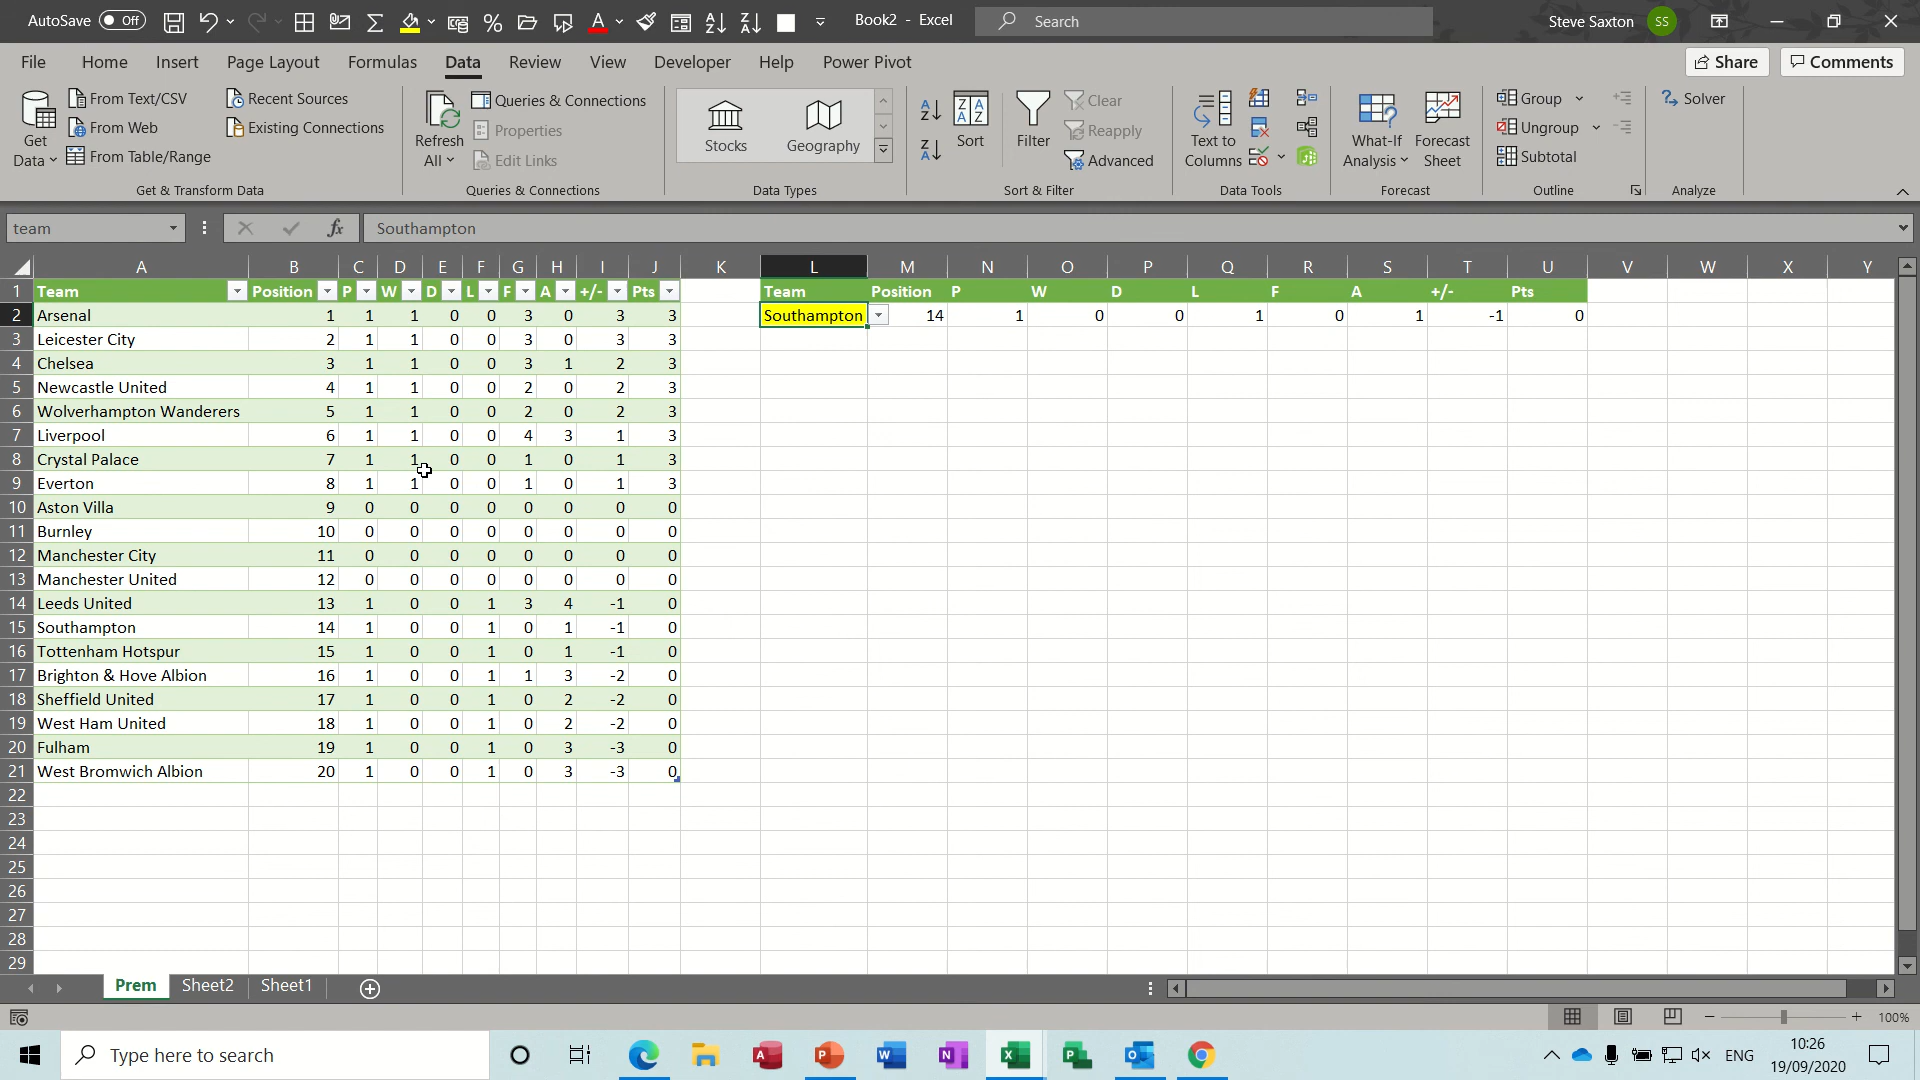 AutoSave Off Book2 - Excel Search Steve Saxton SS
File Home Insert Page Layout Formulas Data Review View Developer Help Power Pivot Share Comments
Get Data
From Text/CSV
From Web
From Table/Range
Recent Sources
Existing Connections
Get & Transform Data
Refresh All
Queries & Connections
Properties
Edit Links
Queries & Connections
Stocks Geography
Data Types
Sort
Filter
Clear
Reapply
Advanced
Sort & Filter
Text to Columns
Data Tools
What-If Analysis
Forecast Sheet
Forecast
Group
Ungroup
Subtotal
Outline
Solver
Analyze
team fx Southampton
A B C D E F G H I J K L M N O P Q R S T U V W X Y
1 Team Position P W D L F A +/- Pts Team Position P W D L F A +/- Pts
2 Arsenal 1 1 1 0 0 3 0 3 3 Southampton 14 1 0 0 1 0 1 -1 0
3 Leicester City 2 1 1 0 0 3 0 3 3
4 Chelsea 3 1 1 0 0 3 1 2 3
5 Newcastle United 4 1 1 0 0 2 0 2 3
6 Wolverhampton Wanderers 5 1 1 0 0 2 0 2 3
7 Liverpool 6 1 1 0 0 4 3 1 3
8 Crystal Palace 7 1 1 0 0 1 0 1 3
9 Everton 8 1 1 0 0 1 0 1 3
10 Aston Villa 9 0 0 0 0 0 0 0 0
11 Burnley 10 0 0 0 0 0 0 0 0
12 Manchester City 11 0 0 0 0 0 0 0 0
13 Manchester United 12 0 0 0 0 0 0 0 0
14 Leeds United 13 1 0 0 1 3 4 -1 0
15 Southampton 14 1 0 0 1 0 1 -1 0
16 Tottenham Hotspur 15 1 0 0 1 0 1 -1 0
17 Brighton & Hove Albion 16 1 0 0 1 1 3 -2 0
18 Sheffield United 17 1 0 0 1 0 2 -2 0
19 West Ham United 18 1 0 0 1 0 2 -2 0
20 Fulham 19 1 0 0 1 0 3 -3 0
21 West Bromwich Albion 20 1 0 0 1 0 3 -3 0
22
23
24
25
26
27
28
29
Prem Sheet2 Sheet1
100%
Type here to search ENG 10:26
19/09/2020